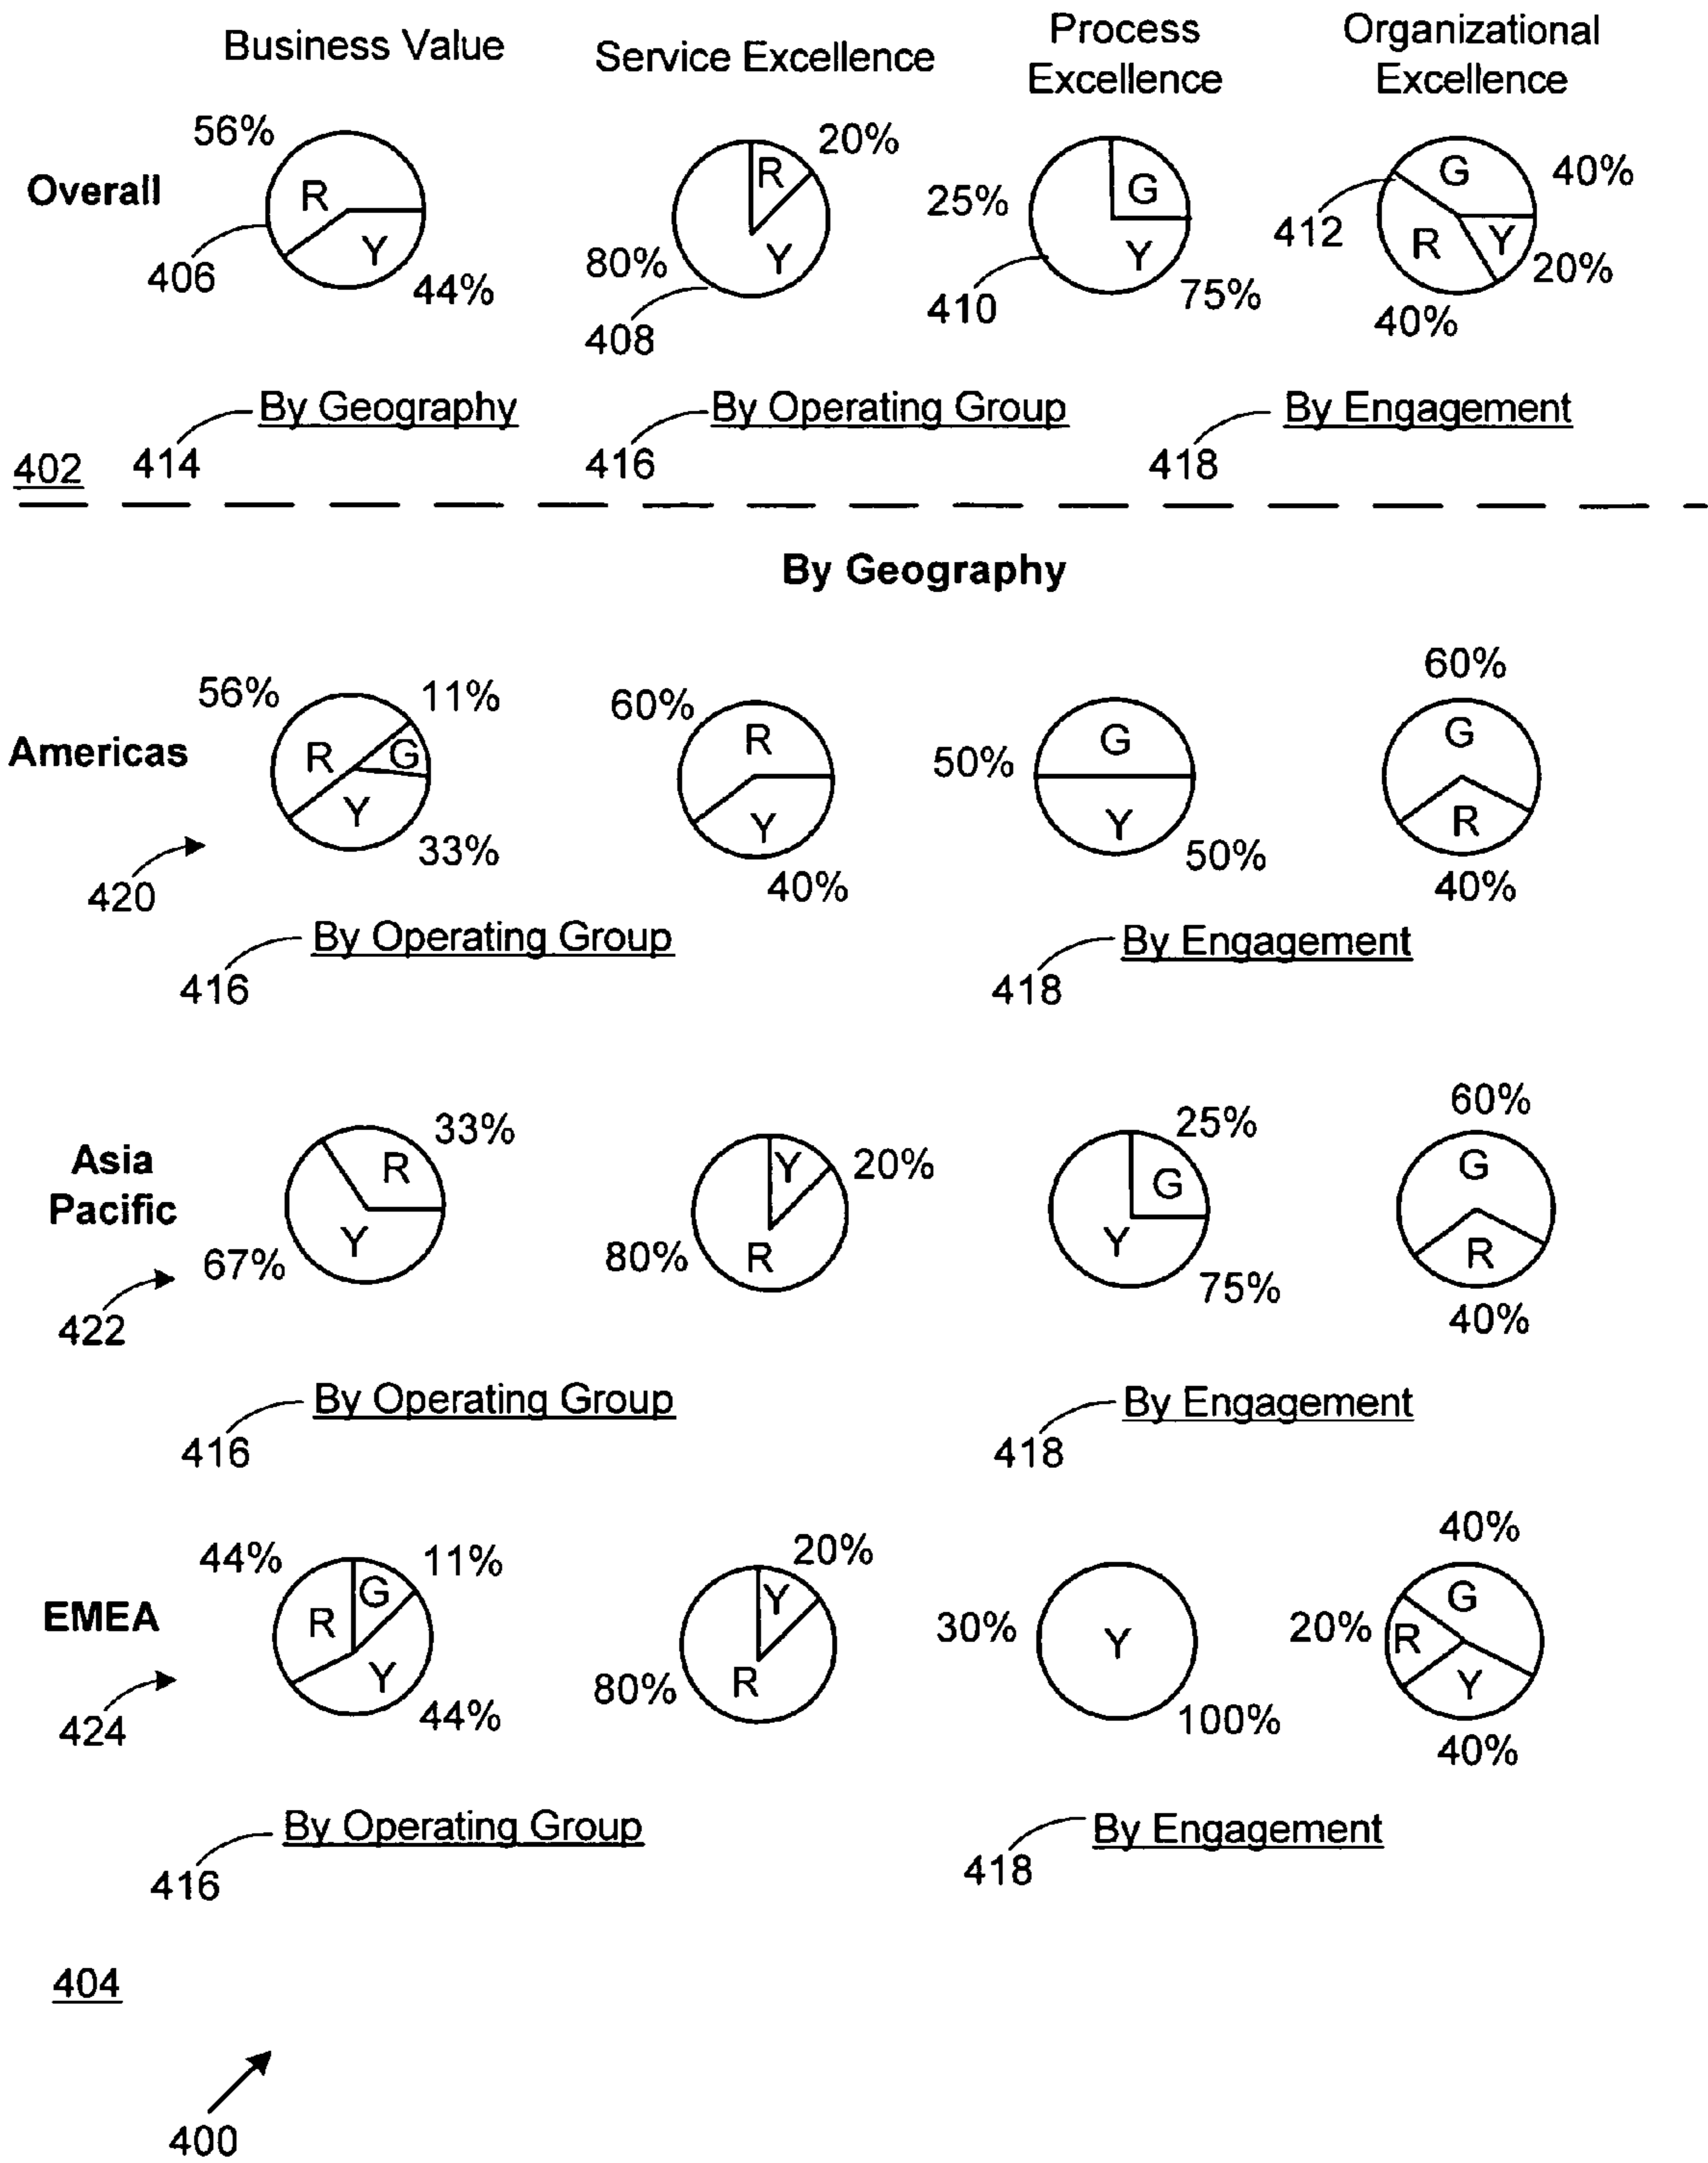 Business Value
Service Excellence
Process
Excellence
Organizational
Excellence
Overall
56%
R
Y
44%
406
20%
R
Y
80%
408
25%
G
Y
75%
410
G
40%
R
Y
20%
40%
412
By Geography
414
By Operating Group
416
By Engagement
418
402
By Geography
Americas
56%
11%
R
G
Y
33%
420
60%
R
Y
40%
50%
G
Y
50%
60%
G
R
40%
By Operating Group
416
By Engagement
418
Asia
Pacific
33%
R
Y
67%
422
Y
20%
R
80%
25%
G
Y
75%
60%
G
R
40%
By Operating Group
416
By Engagement
418
EMEA
44%
11%
G
R
Y
44%
424
20%
Y
R
80%
30%
Y
100%
40%
G
20%
R
Y
40%
By Operating Group
416
By Engagement
418
404
400